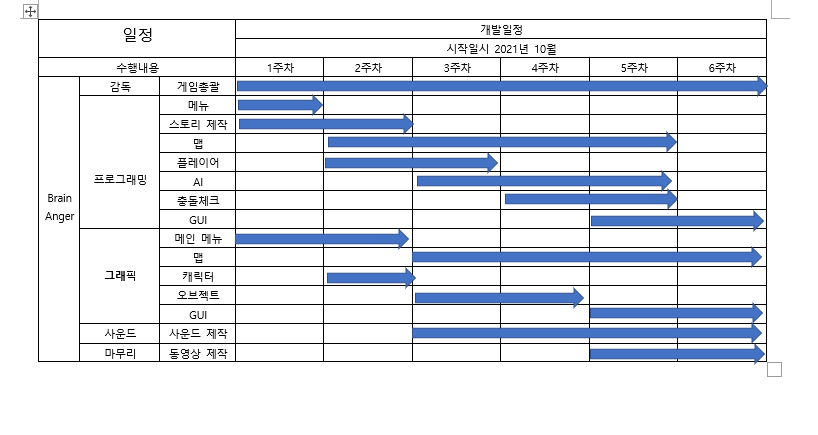 일정
개발일정
시작일시 2021년 10월
수행내용
1주차
2주차
3주차
4주차
5주차
6주차
Brain
Anger
감독
게임총괄
프로그래밍
메뉴
스토리 제작
맵
플레이어
AI
충돌체크
GUI
그래픽
메인 메뉴
맵
캐릭터
오브젝트
GUI
사운드
사운드 제작
마무리
동영상 제작